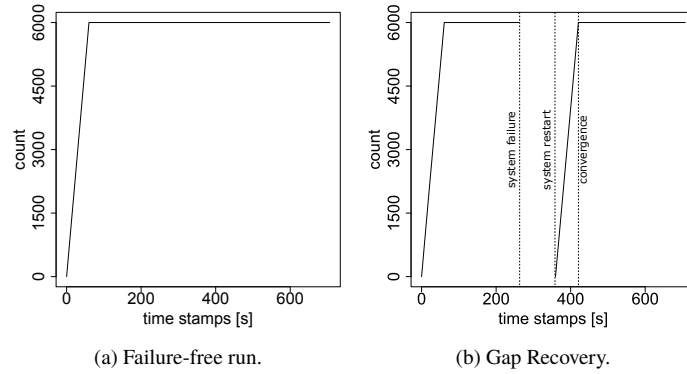 6000
4500
3000
1500
0
count
0
200
400
600
time stamps [s]
(a) Failure-free run.
6000
4500
3000
1500
0
count
system failure
system restart
convergence
0
200
400
600
time stamps [s]
(b) Gap Recovery.